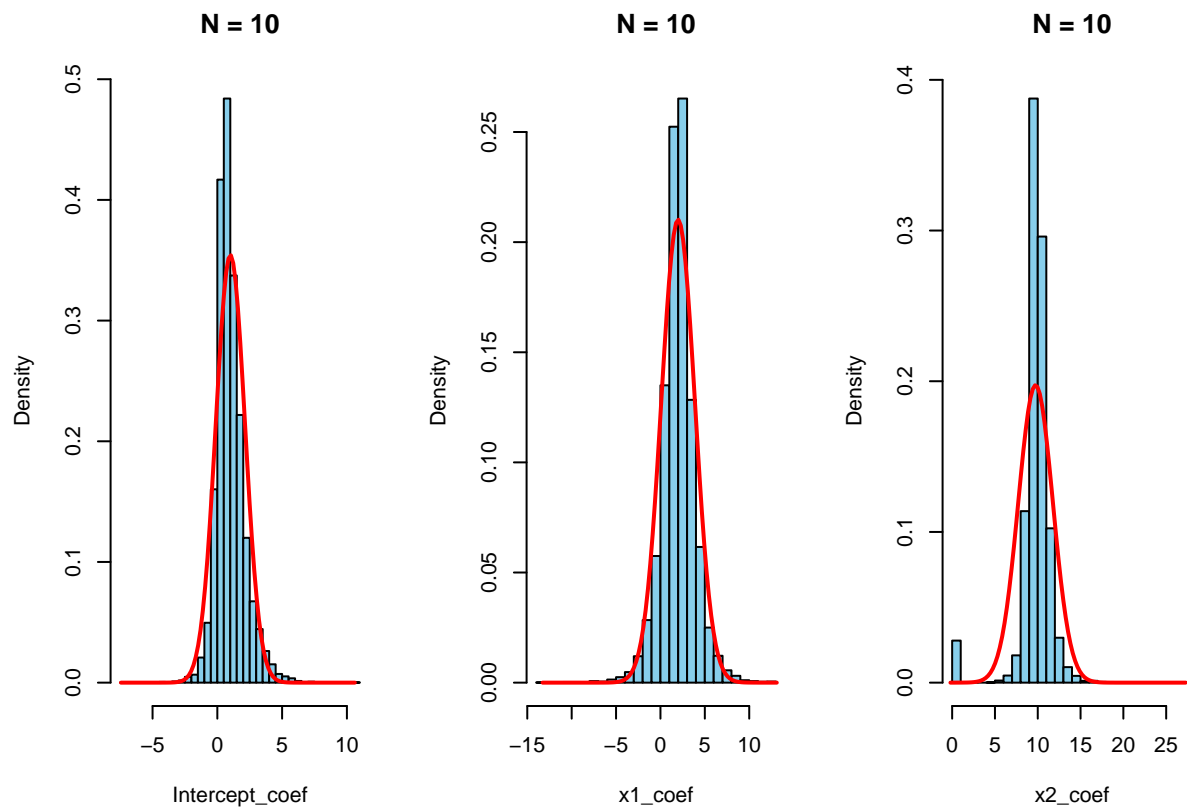 N = 10
Density
0.0 0.1 0.2 0.3 0.4 0.5
−5 0 5 10
Intercept_coef
N = 10
Density
0.00 0.05 0.10 0.15 0.20 0.25
−15 −5 0 5 10
x1_coef
N = 10
Density
0.0 0.1 0.2 0.3 0.4
0 5 10 15 20 25
x2_coef